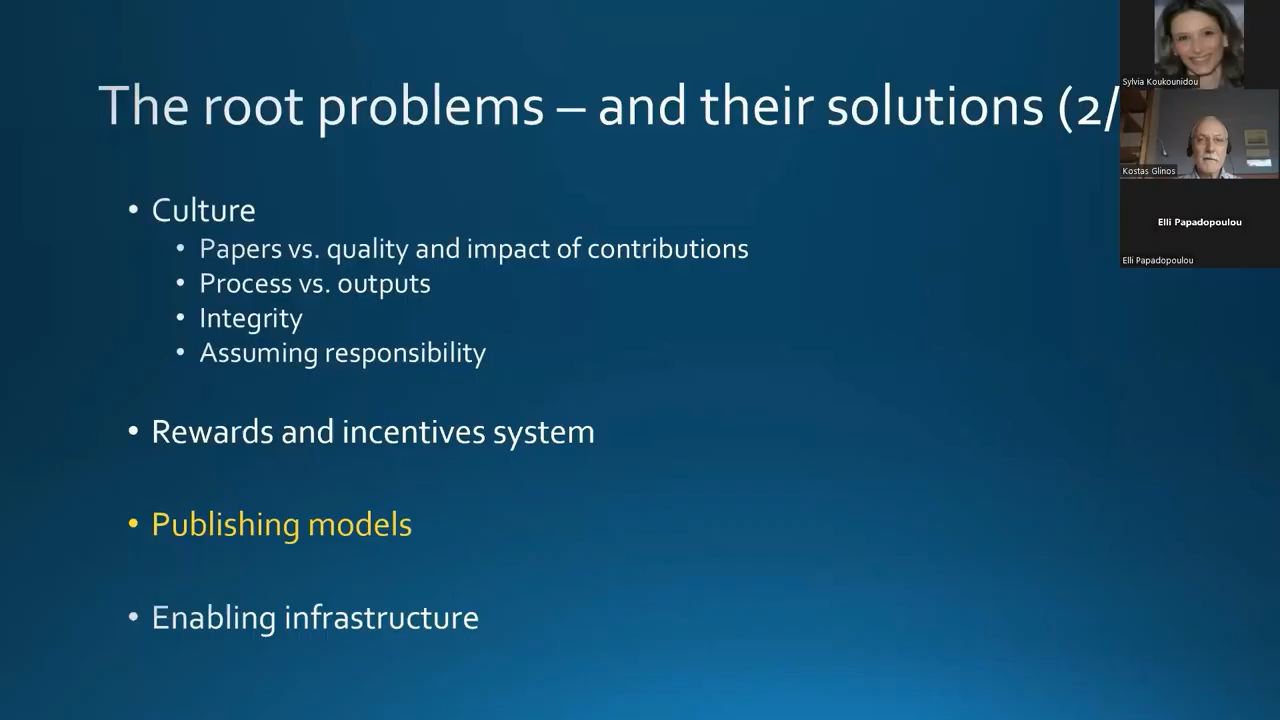 The root problems – and their solutions (2/
• Culture
• Papers vs. quality and impact of contributions
• Process vs. outputs
• Integrity
• Assuming responsibility
• Rewards and incentives system
• Publishing models
• Enabling infrastructure
Sylvia Koukounidou
Kostas Glinos
Elli Papadopoulou
Elli Papadopoulou